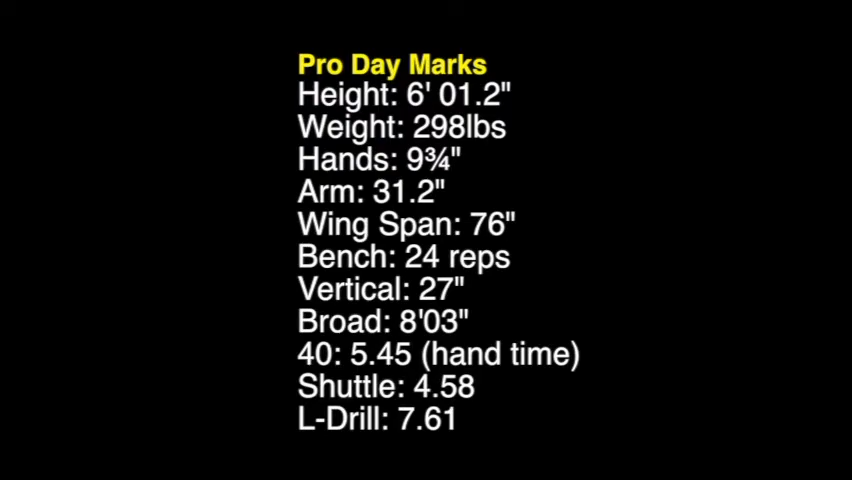 Pro Day Marks
Height: 6' 01.2"
Weight: 298lbs
Hands: 9¾"
Arm: 31.2"
Wing Span: 76"
Bench: 24 reps
Vertical: 27"
Broad: 8'03"
40: 5.45 (hand time)
Shuttle: 4.58
L-Drill: 7.61